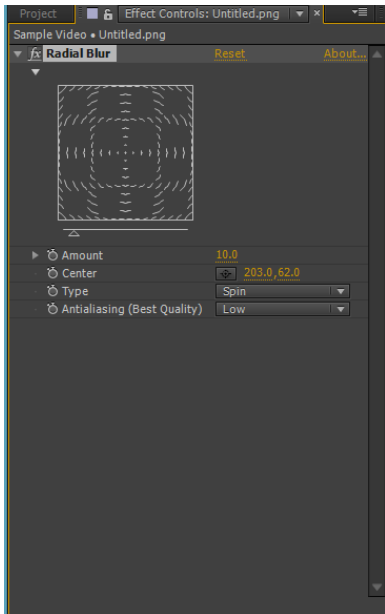 Project Effect Controls: Untitled.png
Sample Video • Untitled.png
fx Radial Blur Reset About...
Amount 10.0
Center 203.0,62.0
Type Spin
Antialiasing (Best Quality) Low